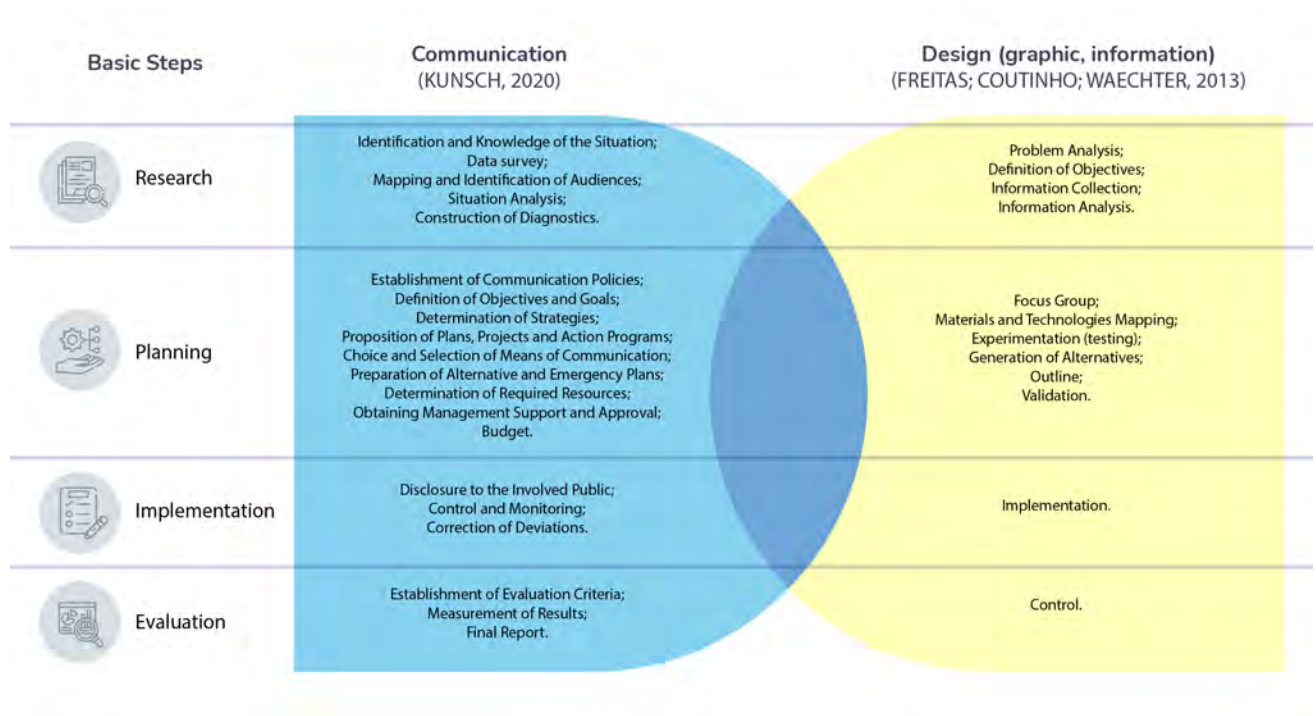 Basic Steps
Communication
(KUNSCH, 2020)
Design (graphic, information)
(FREITAS; COUTINHO; WAECHTER, 2013)
Research
Identification and Knowledge of the Situation;
Data survey;
Mapping and Identification of Audiences;
Situation Analysis;
Construction of Diagnostics.
Problem Analysis;
Definition of Objectives;
Information Collection;
Information Analysis.
Planning
Establishment of Communication Policies;
Definition of Objectives and Goals;
Determination of Strategies;
Proposition of Plans, Projects and Action Programs;
Choice and Selection of Means of Communication;
Preparation of Alternative and Emergency Plans;
Determination of Required Resources;
Obtaining Management Support and Approval;
Budget.
Focus Group;
Materials and Technologies Mapping;
Experimentation (testing);
Generation of Alternatives;
Outline;
Validation.
Implementation
Disclosure to the Involved Public;
Control and Monitoring;
Correction of Deviations.
Implementation.
Evaluation
Establishment of Evaluation Criteria;
Measurement of Results;
Final Report.
Control.